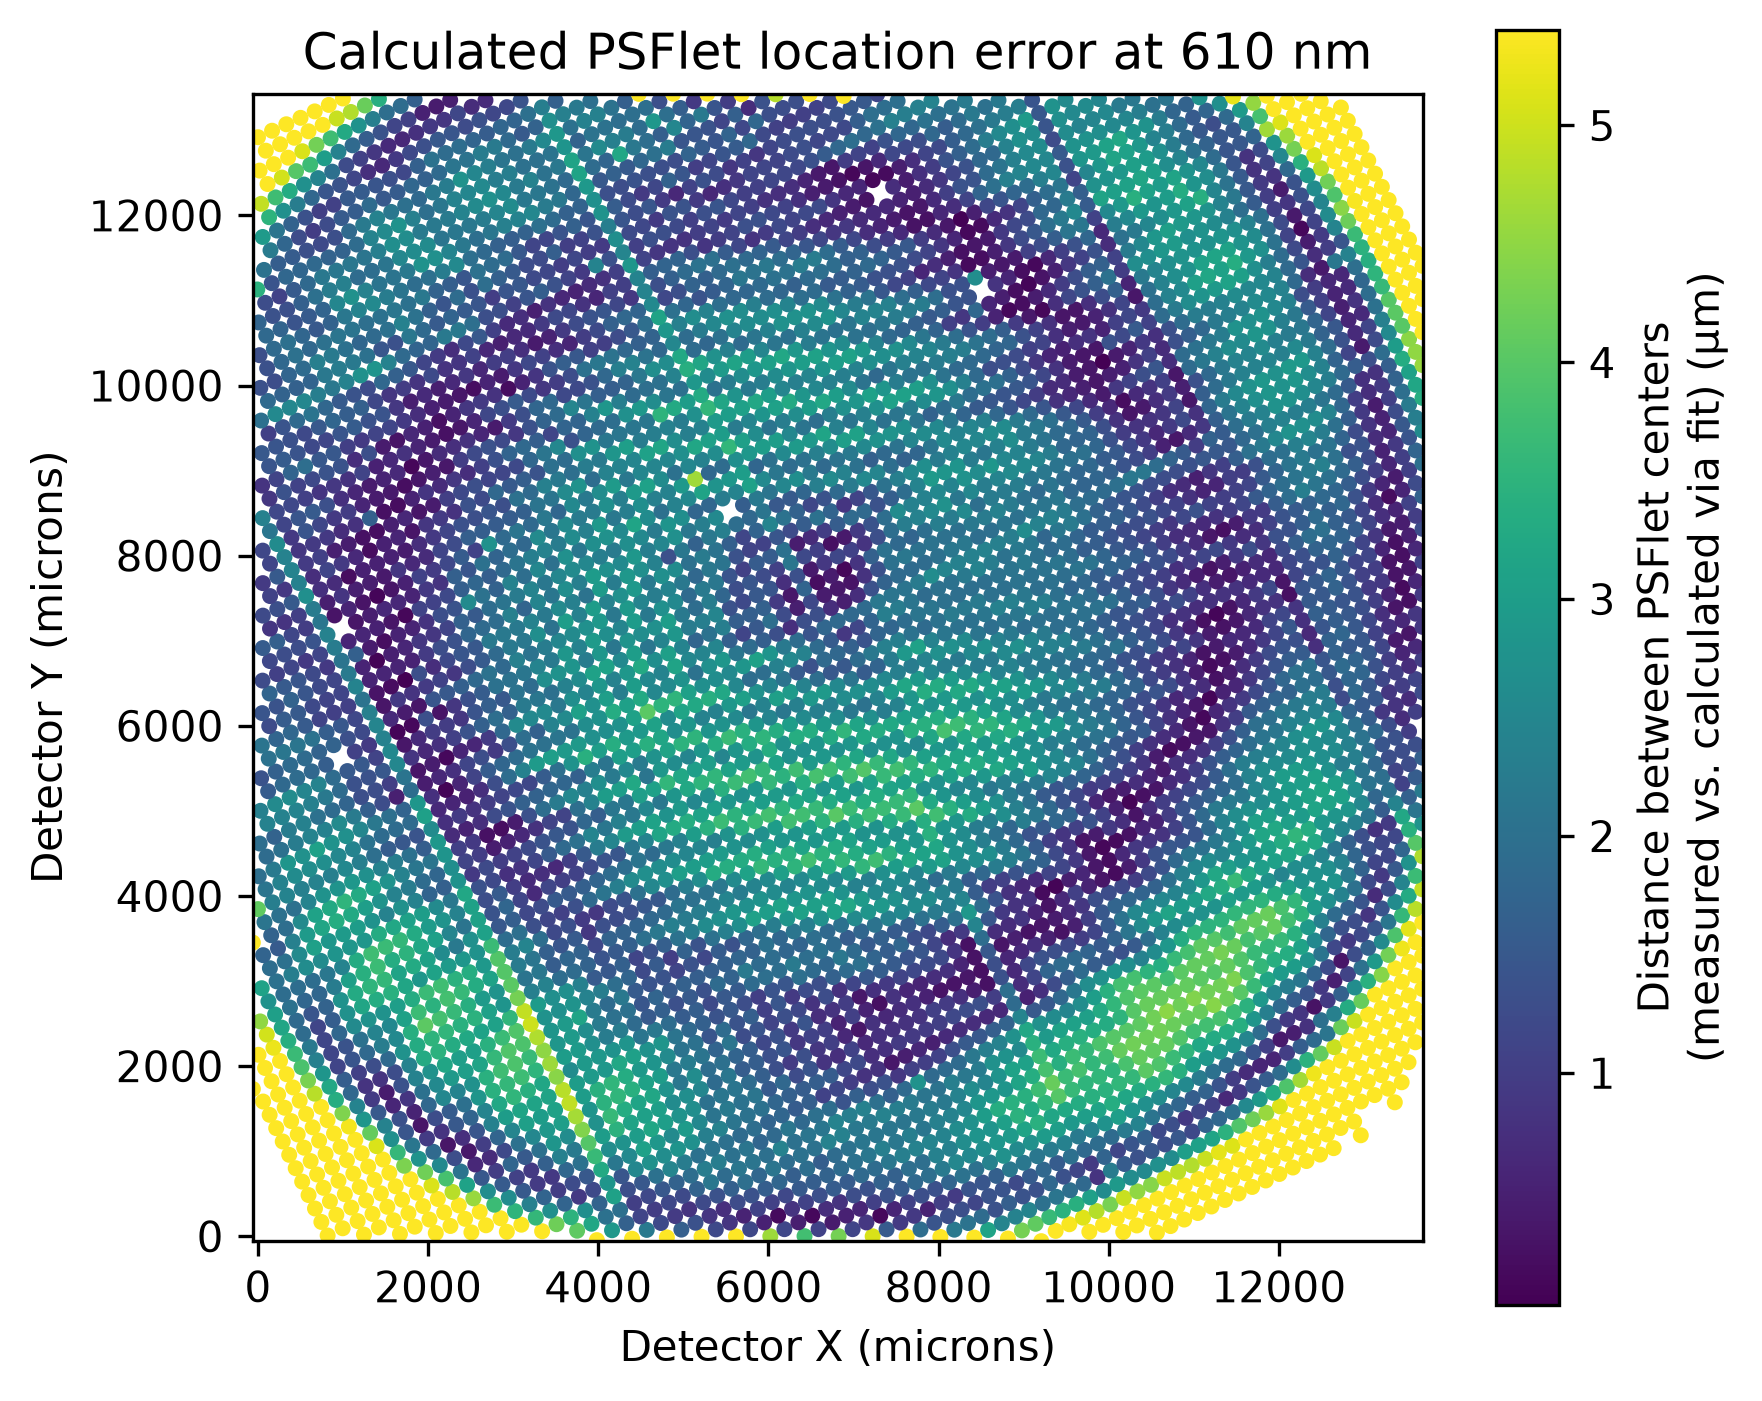 Calculated PSFlet location error at 610 nm
12000
10000
8000
6000
4000
2000
0
Detector Y (microns)
0 2000 4000 6000 8000 10000 12000
Detector X (microns)
5
4
3
2
1
Distance between PSFlet centers
(measured vs. calculated via fit) (μm)